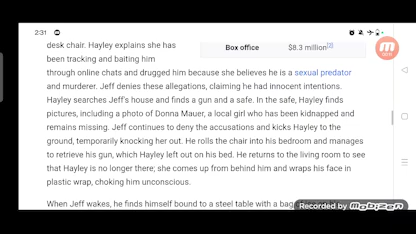 2:31
desk chair. Hayley explains she has
been tracking and baiting him
Box office $8.3 million[2]
through online chats and drugged him because she believes he is a sexual predator
and murderer. Jeff denies these allegations, claiming he had innocent intentions.
Hayley searches Jeff's house and finds a gun and a safe. In the safe, Hayley finds
pictures, including a photo of Donna Mauer, a local girl who has been kidnapped and
remains missing. Jeff continues to deny the accusations and kicks Hayley to the
ground, temporarily knocking her out. He rolls the chair into his bedroom and manages
to retrieve his gun, which Hayley left out on his bed. He returns to the living room to see
that Hayley is no longer there; she comes up from behind him and wraps his face in
plastic wrap, choking him unconscious.
When Jeff wakes, he finds himself bound to a steel table with a bag
Recorded by mobizen